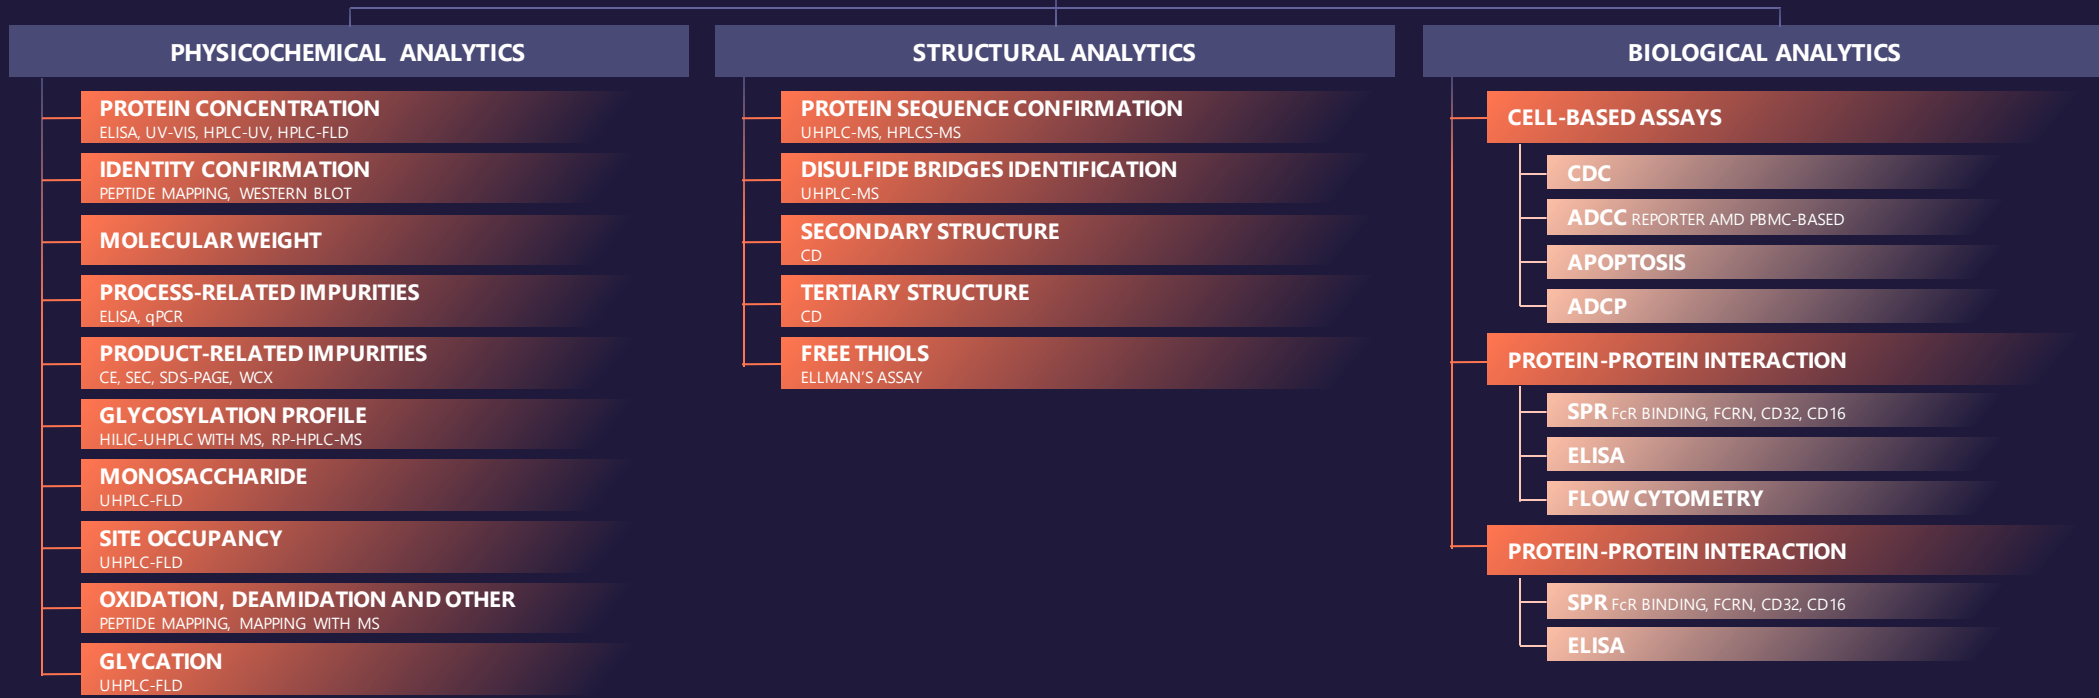 PHYSICOCHEMICAL ANALYTICS
PROTEIN CONCENTRATION
ELISA, UV-VIS, HPLC-UV, HPLC-FLD
IDENTITY CONFIRMATION
PEPTIDE MAPPING, WESTERN BLOT
MOLECULAR WEIGHT
PROCESS-RELATED IMPURITIES
ELISA, qPCR
PRODUCT-RELATED IMPURITIES
CE, SEC, SDS-PAGE, WCX
GLYCOSYLATION PROFILE
HILIC-UHPLC WITH MS, RP-HPLC-MS
MONOSACCHARIDE
UHPLC-FLD
SITE OCCUPANCY
UHPLC-FLD
OXIDATION, DEAMIDATION AND OTHER
PEPTIDE MAPPING, MAPPING WITH MS
GLYCATION
UHPLC-FLD
STRUCTURAL ANALYTICS
PROTEIN SEQUENCE CONFIRMATION
UHPLC-MS, HPLCS-MS
DISULFIDE BRIDGES IDENTIFICATION
UHPLC-MS
SECONDARY STRUCTURE
CD
TERTIARY STRUCTURE
CD
FREE THIOLS
ELLMAN'S ASSAY
BIOLOGICAL ANALYTICS
CELL-BASED ASSAYS
CDC
ADCC REPORTER AMD PBMC-BASED
APOPTOSIS
ADCP
PROTEIN-PROTEIN INTERACTION
SPR FcR BINDING, FCRN, CD32, CD16
ELISA
FLOW CYTOMETRY
PROTEIN-PROTEIN INTERACTION
SPR FcR BINDING, FCRN, CD32, CD16
ELISA